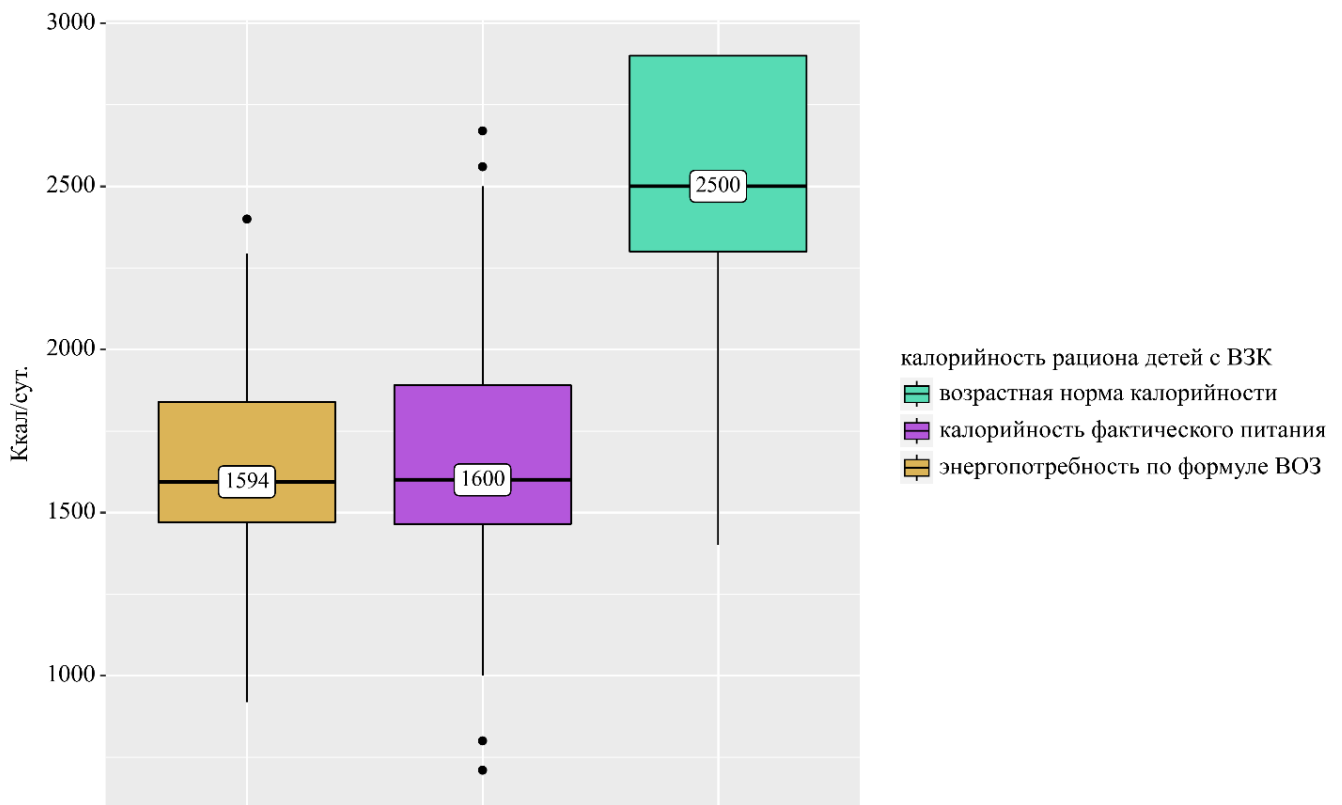 3000
2500
2000
1500
1000
Ккал/сут.
1594
1600
2500
калорийность рациона детей с ВЗК
возрастная норма калорийности
калорийность фактического питания
энергопотребность по формуле ВОЗ